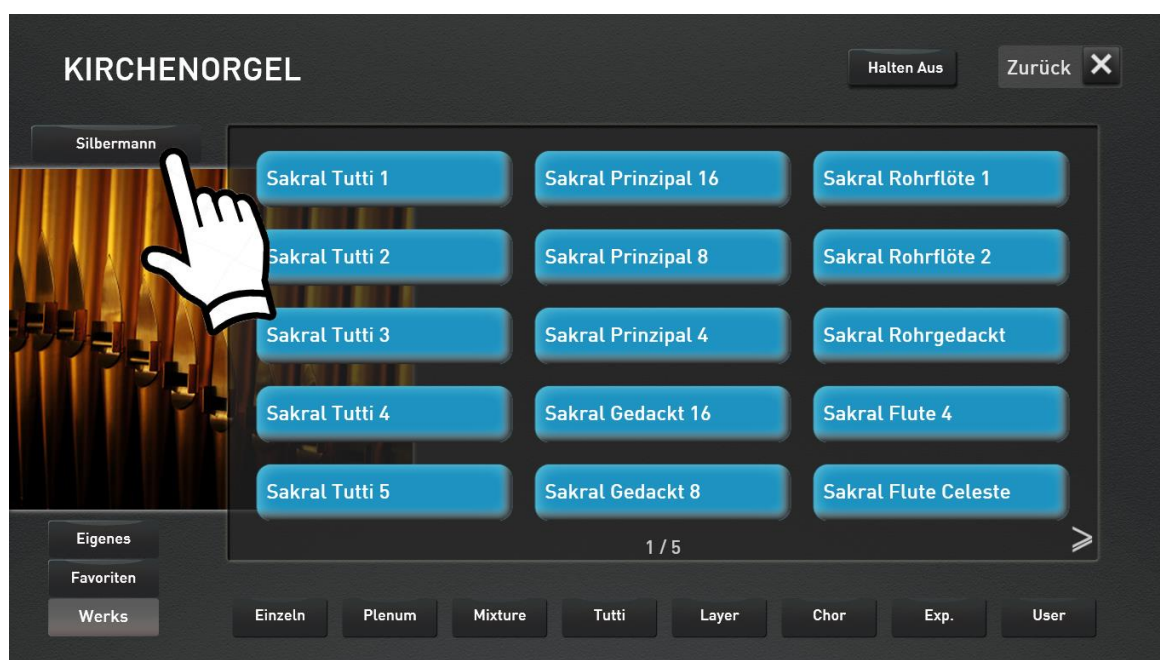 KIRCHENORGEL
Halten Aus
Zurück
Silbermann
Sakral Tutti 1
Sakral Prinzipal 16
Sakral Rohrflöte 1
Sakral Tutti 2
Sakral Prinzipal 8
Sakral Rohrflöte 2
Sakral Tutti 3
Sakral Prinzipal 4
Sakral Rohrgedackt
Sakral Tutti 4
Sakral Gedackt 16
Sakral Flute 4
Sakral Tutti 5
Sakral Gedackt 8
Sakral Flute Celeste
1 / 5
Eigenes
Favoriten
Werks
Einzeln
Plenum
Mixture
Tutti
Layer
Chor
Exp.
User